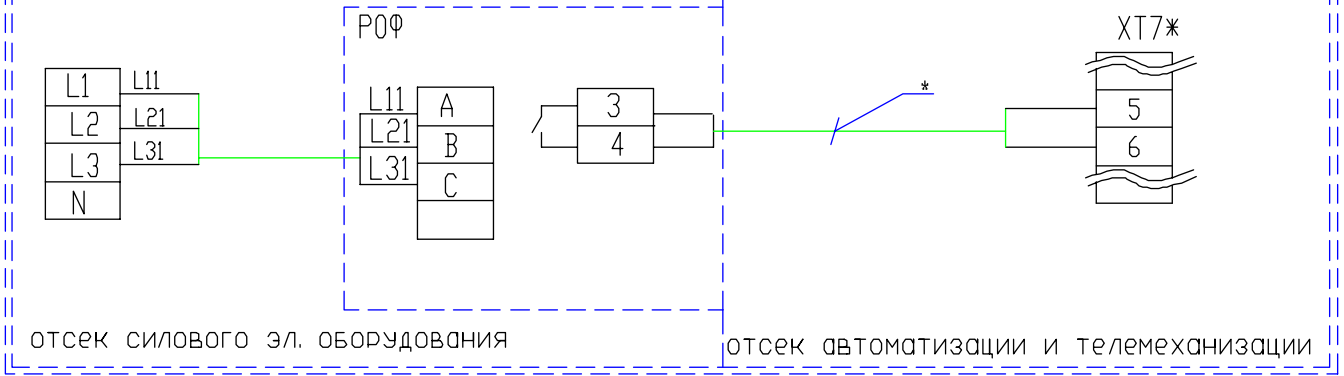 РОФ
ХТ7*
L1 L11
L2 L21
L3 L31
N
L11 A
L21 B
L31 C
3
4
*
5
6
отсек силового эл. оборудования
отсек автоматизации и телемеханизации